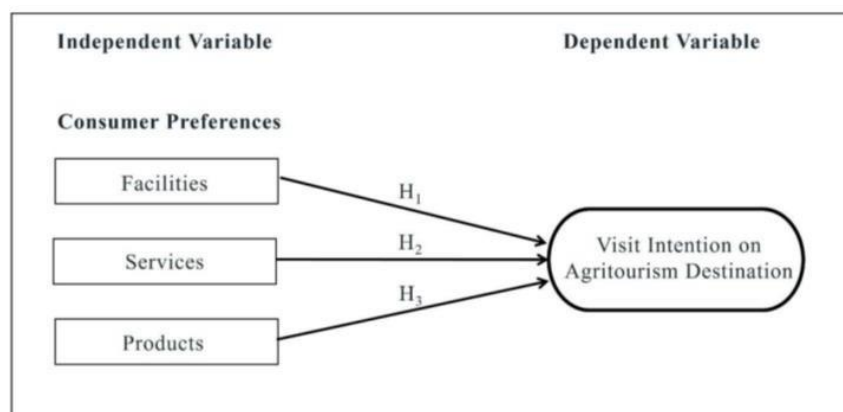 Independent Variable
Dependent Variable
Consumer Preferences
Facilities
H₁
Services
H₂
Visit Intention on
Agritourism Destination
Products
H₃